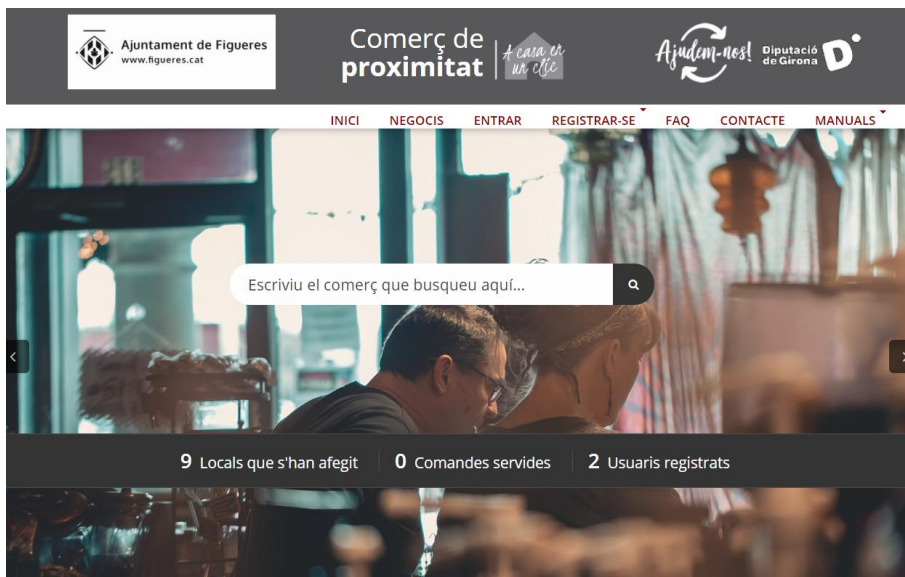 Ajuntament de Figueres
www.figueres.cat
Comerç de
proximitat
A casa en
un clic
Ajudem-nos!
Diputació
de Girona
D
INICI NEGOCIS ENTRAR REGISTRAR-SE FAQ CONTACTE MANUALS
Escriviu el comerç que busqueu aquí...
9 Locals que s'han afegit 0 Comandes servides 2 Usuaris registrats